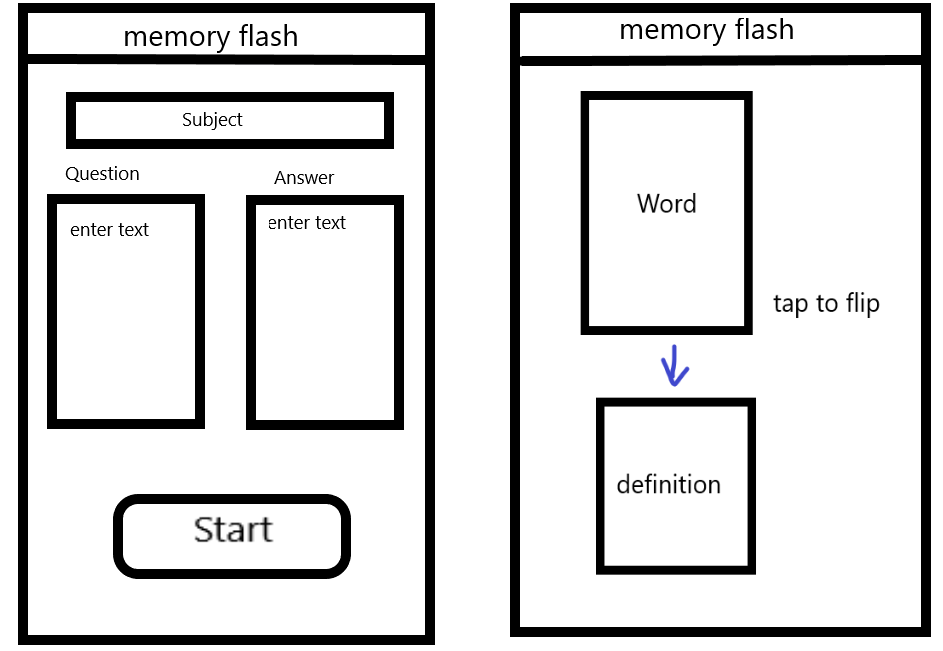 memory flash
Subject
Question
Answer
enter text
enter text
Start
memory flash
Word
tap to flip
definition